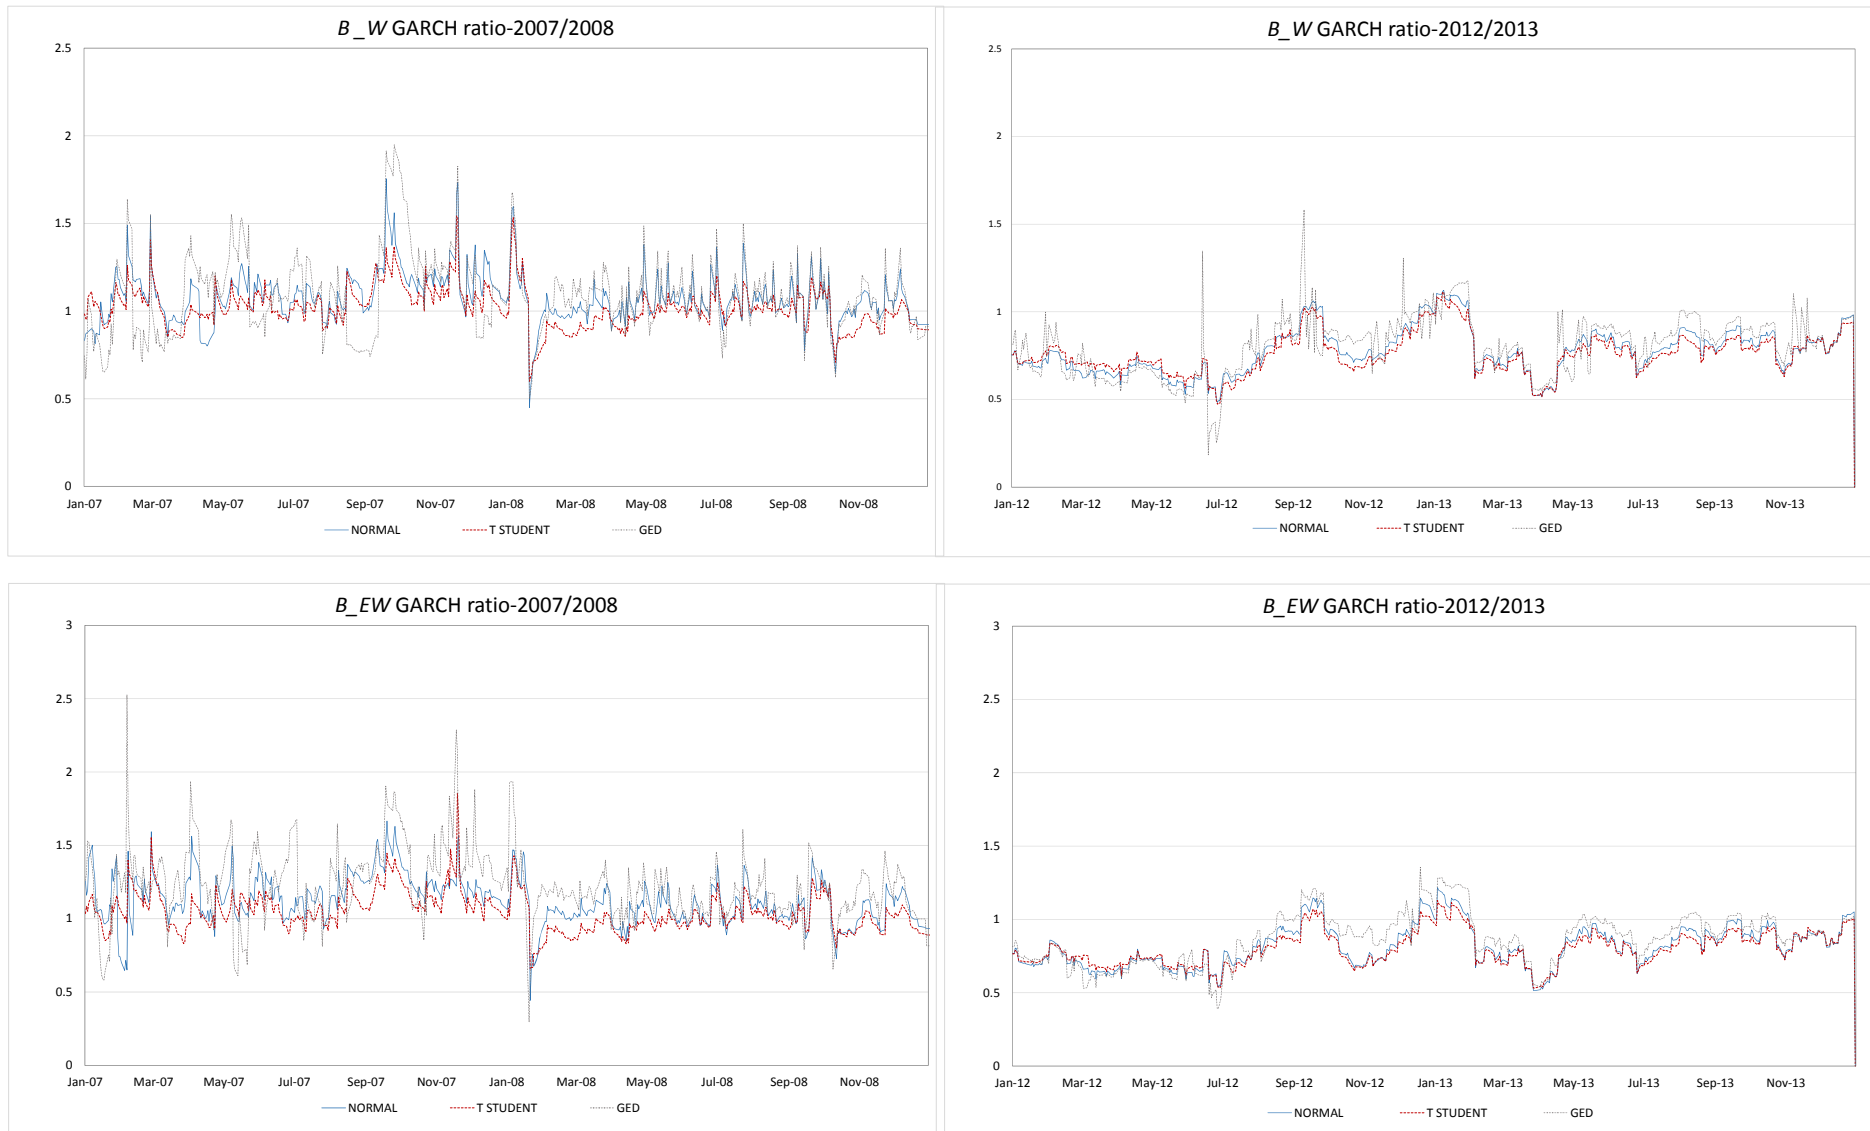 B_W GARCH ratio-2007/2008
2.5
2
1.5
1
0.5
0
Jan-07 Mar-07 May-07 Jul-07 Sep-07 Nov-07 Jan-08 Mar-08 May-08 Jul-08 Sep-08 Nov-08
NORMAL T STUDENT GED
B_W GARCH ratio-2012/2013
2.5
2
1.5
1
0.5
0
Jan-12 Mar-12 May-12 Jul-12 Sep-12 Nov-12 Jan-13 Mar-13 May-13 Jul-13 Sep-13 Nov-13
NORMAL T STUDENT GED
B_EW GARCH ratio-2007/2008
3
2.5
2
1.5
1
0.5
0
Jan-07 Mar-07 May-07 Jul-07 Sep-07 Nov-07 Jan-08 Mar-08 May-08 Jul-08 Sep-08 Nov-08
NORMAL T STUDENT GED
B_EW GARCH ratio-2012/2013
3
2.5
2
1.5
1
0.5
0
Jan-12 Mar-12 May-12 Jul-12 Sep-12 Nov-12 Jan-13 Mar-13 May-13 Jul-13 Sep-13 Nov-13
NORMAL T STUDENT GED